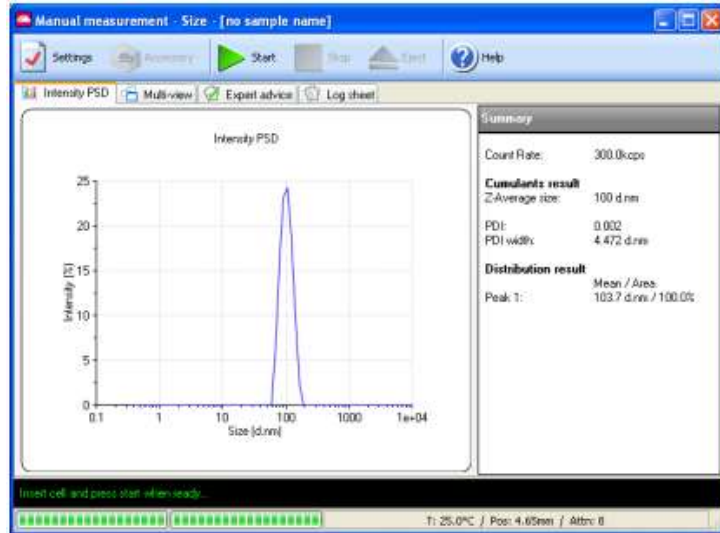 Manual measurement - Size - [no sample name]
Settings Accessory Start Stop Eject Help
Intensity PSD Multi-view Expert advice Log sheet
Intensity PSD
25
20
15
10
5
0
Intensity [%]
0.1 1 10 100 1000 1e+04
Size [d.nm]
Summary
Count Rate: 300.0kcps
Cumulants result
Z-Average size: 100 d.nm
PDI: 0.002
PDI width: 4.472 d.nm
Distribution result
Mean / Area:
Peak 1: 103.7 d.nm / 100.0%
Insert cell and press start when ready...
T: 25.0°C / Pos: 4.65mm / Attn: 8